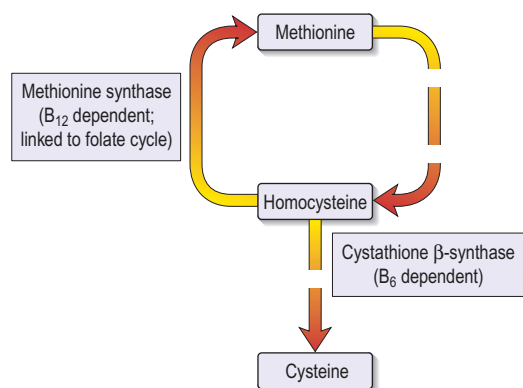 Methionine
Methionine synthase
(B₁₂ dependent;
linked to folate cycle)
Homocysteine
Cystathione β-synthase
(B₆ dependent)
Cysteine